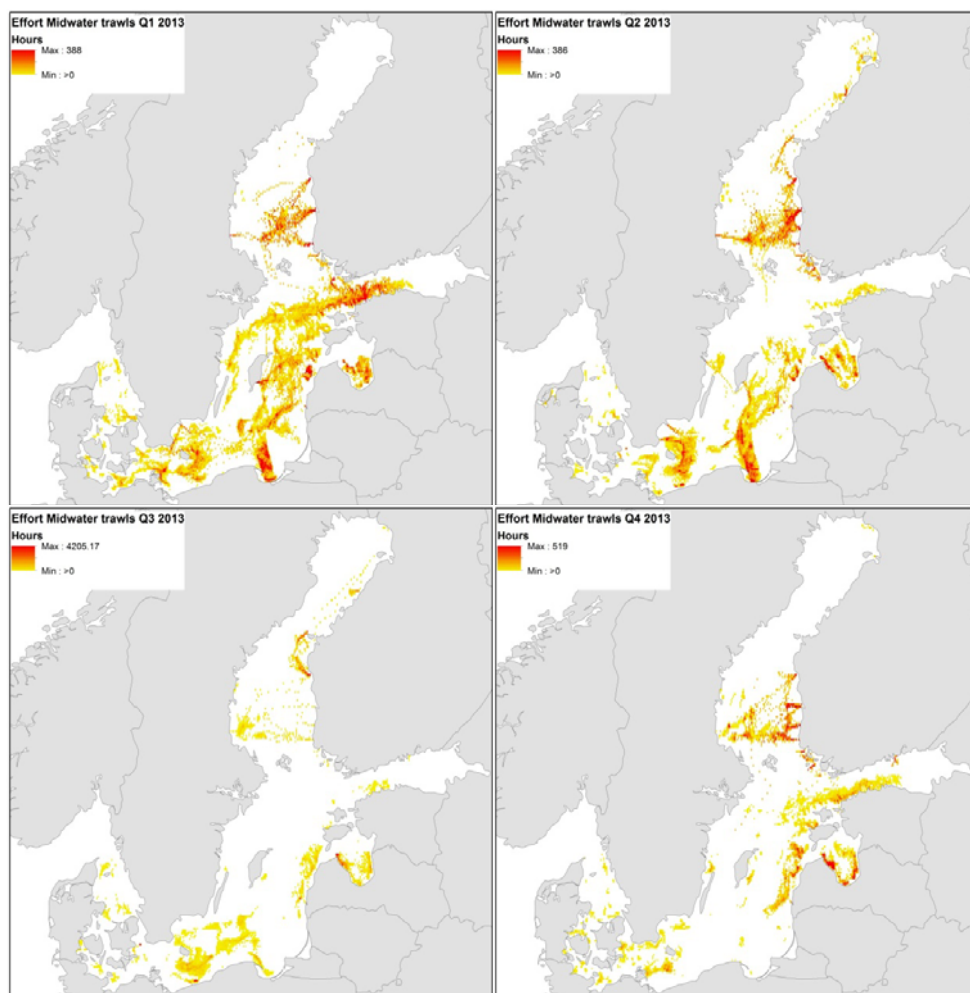 Effort Midwater trawls Q1 2013
Hours
Max : 388
Min : >0
Effort Midwater trawls Q2 2013
Hours
Max : 386
Min : >0
Effort Midwater trawls Q3 2013
Hours
Max : 4205.17
Min : >0
Effort Midwater trawls Q4 2013
Hours
Max : 519
Min : >0